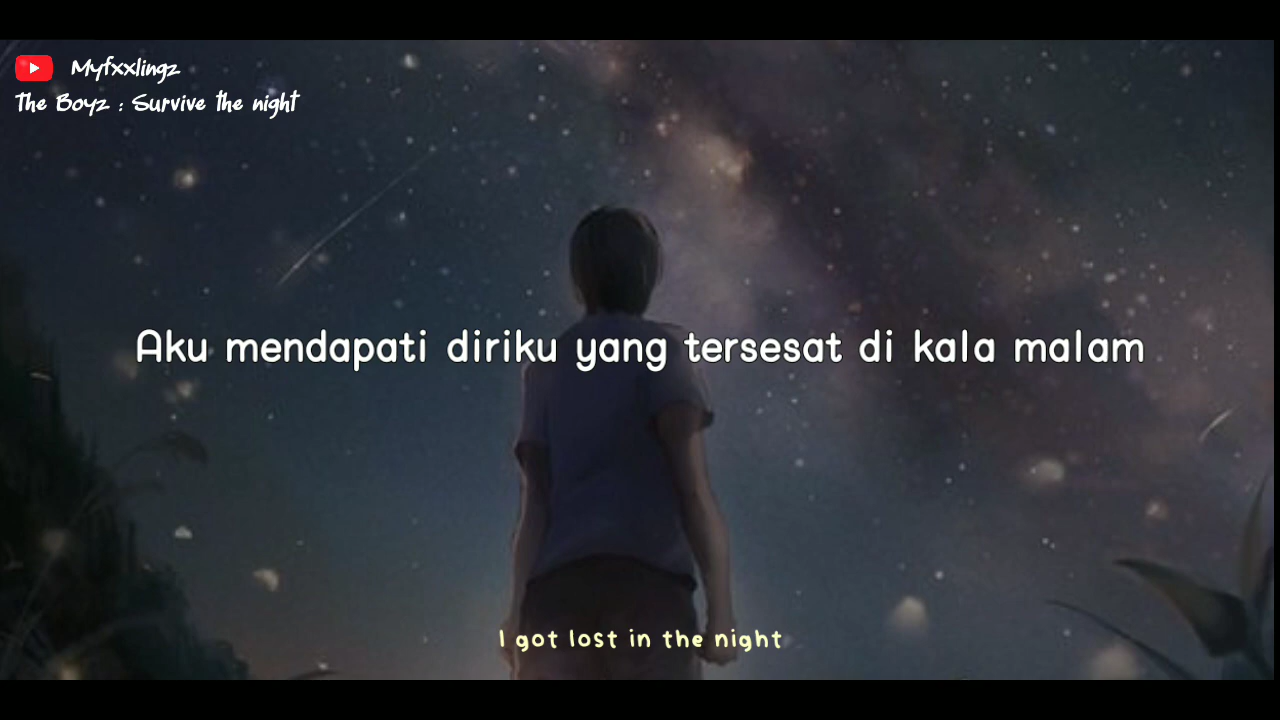 Myfxxlingz
The Boyz : Survive the night
Aku mendapati diriku yang tersesat di kala malam
I got lost in the night